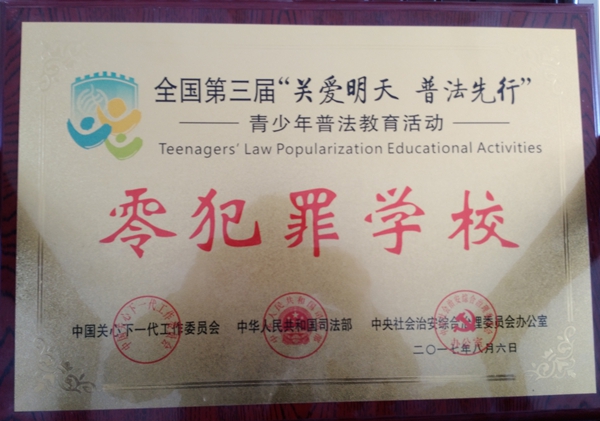 全国第三届“关爱明天 普法先行”
青少年普法教育活动
Teenagers' Law Popularization Educational Activities
零犯罪学校
中国关心下一代工作委员会 中华人民共和国司法部 中央社会治安综合治理委员会办公室
二〇一七年八月六日